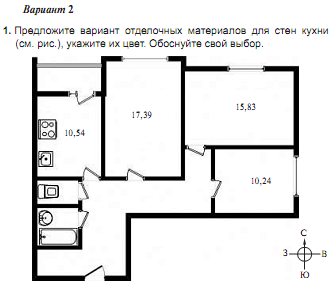 Вариант 2
1. Предложите вариант отделочных материалов для стен кухни
(см. рис.), укажите их цвет. Обоснуйте свой выбор.
17,39
15,83
10,54
10,24
С
З В
Ю